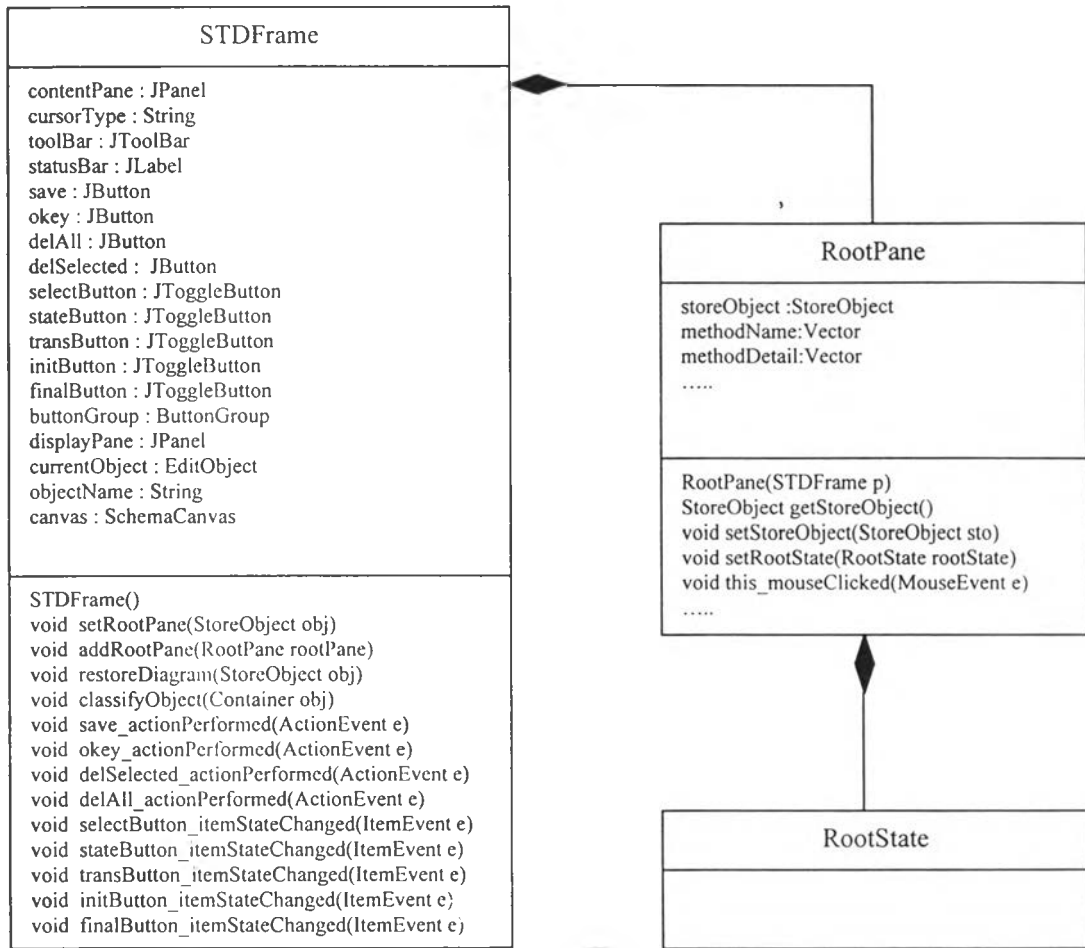 STDFrame
contentPane : JPanel
cursorType : String
toolBar : JToolBar
statusBar : JLabel
save : JButton
okey : JButton
delAll : JButton
delSelected : JButton
selectButton : JToggleButton
stateButton : JToggleButton
transButton : JToggleButton
initButton : JToggleButton
finalButton : JToggleButton
buttonGroup : ButtonGroup
displayPane : JPanel
currentObject : EditObject
objectName : String
canvas : SchemaCanvas
STDFrame()
void setRootPane(StoreObject obj)
void addRootPane(RootPane rootPane)
void restoreDiagram(StoreObject obj)
void classifyObject(Container obj)
void save_actionPerformed(ActionEvent e)
void okey_actionPerformed(ActionEvent e)
void delSelected_actionPerformed(ActionEvent e)
void delAll_actionPerformed(ActionEvent e)
void selectButton_itemStateChanged(ItemEvent e)
void stateButton_itemStateChanged(ItemEvent e)
void transButton_itemStateChanged(ItemEvent e)
void initButton_itemStateChanged(ItemEvent e)
void finalButton_itemStateChanged(ItemEvent e)
RootPane
storeObject :StoreObject
methodName:Vector
methodDetail:Vector
.....
RootPane(STDFrame p)
StoreObject getStoreObject()
void setStoreObject(StoreObject sto)
void setRootState(RootState rootState)
void this_mouseClicked(MouseEvent e)
.....
RootState